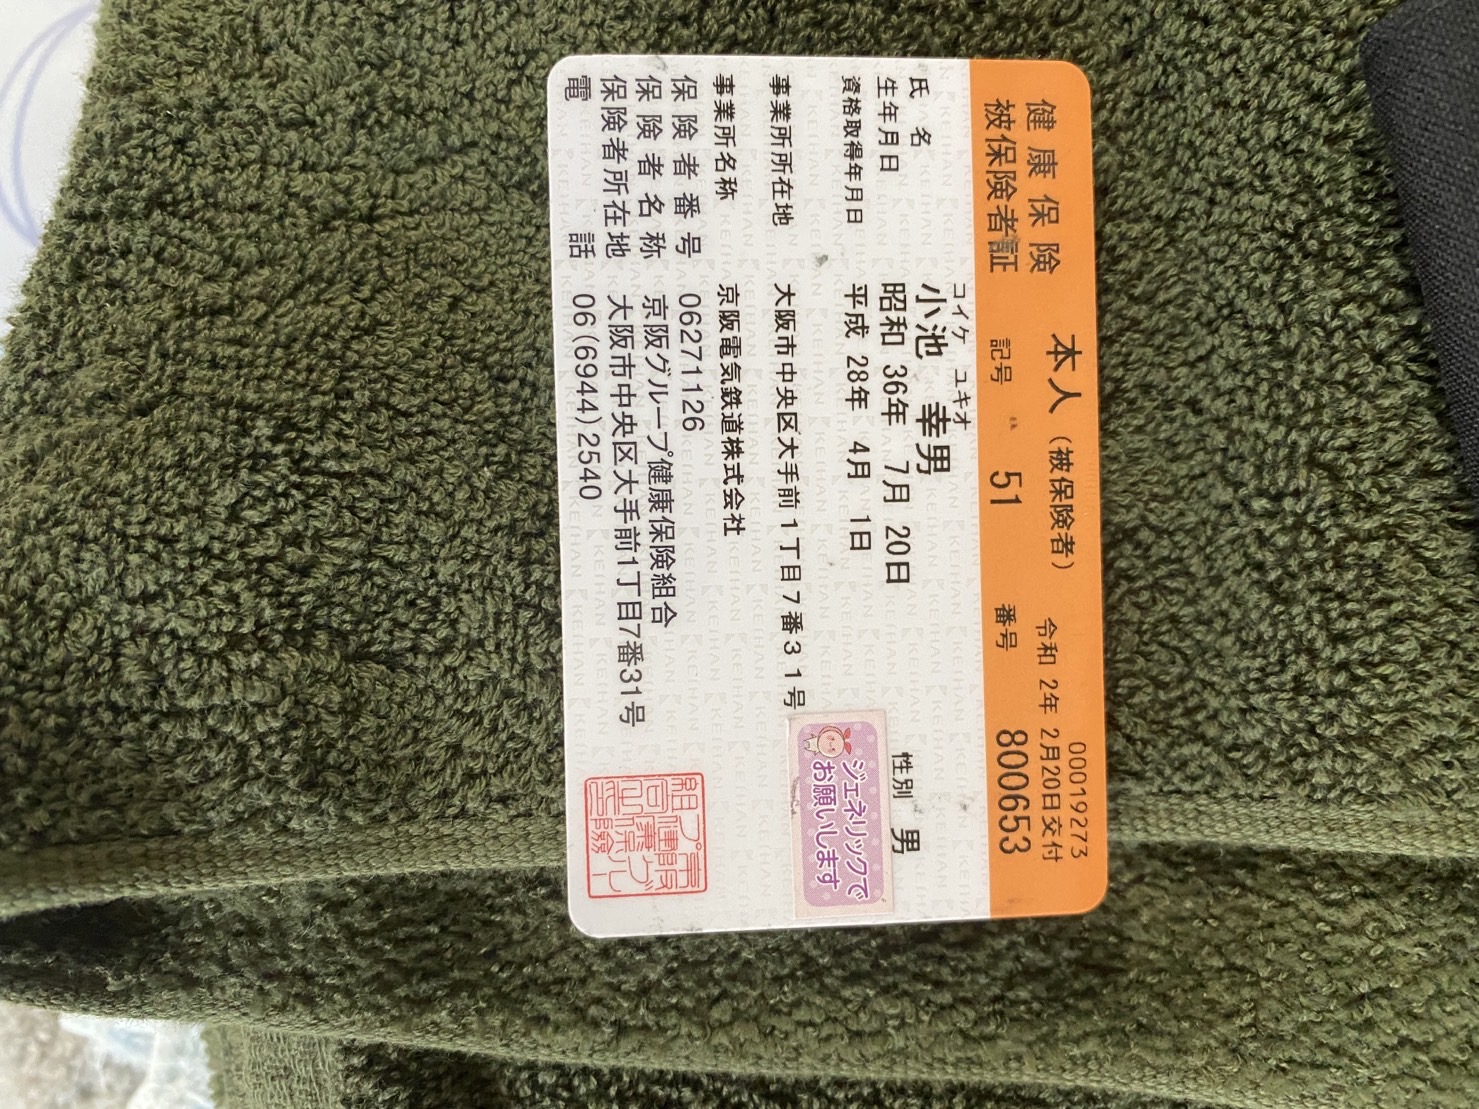 健康保険 本人（被保険者） 00019273
被保険者証 令和 2年 2月20日交付
記号 51 番号 800653
コイケ ユキオ
氏名 小池 幸男 性別 男
生年月日 昭和 36年 7月 20日
資格取得年月日 平成 28年 4月 1日
ジェネリックで
お願いします
事業所所在地 大阪市中央区大手前１丁目７番３１号
事業所名称 京阪電気鉄道株式会社
保険者番号 06271126
保険者名称 京阪グループ健康保険組合
保険者所在地 大阪市中央区大手前1丁目7番31号
電話 06(6944)2540
KEIHAN